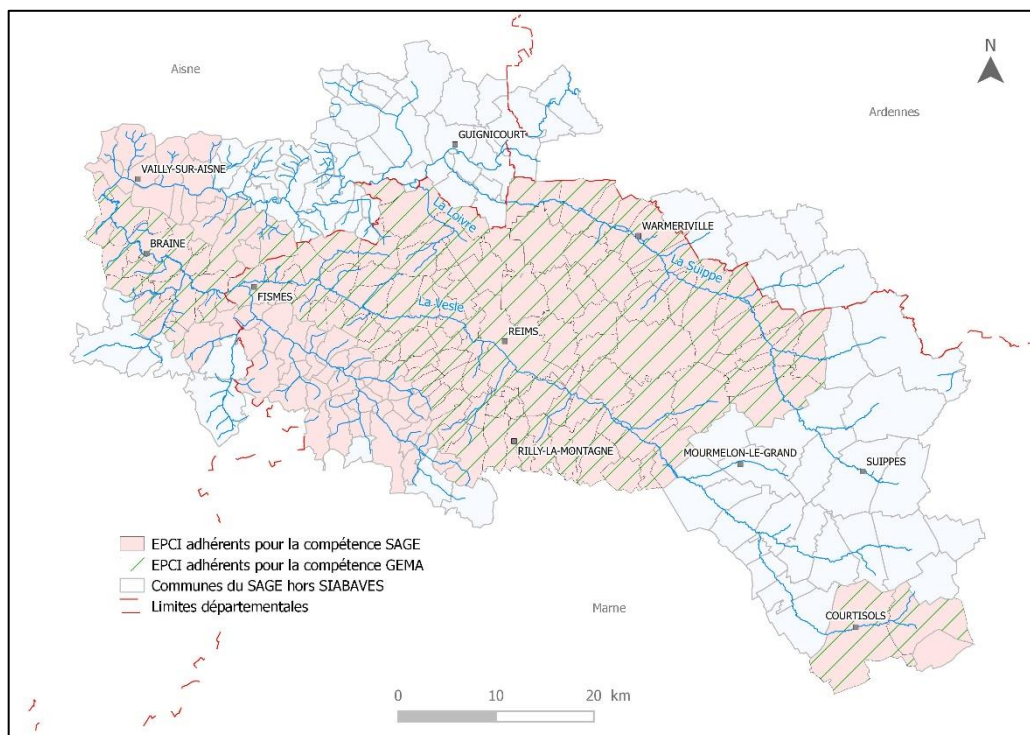 N
Aisne
Ardennes
GUIGNICOURT
VAILLY-SUR-AISNE
La Loivre
WARMERIVILLE
BRAINE
La Suippe
FISMES
La Vesle
REIMS
RILLY-LA-MONTAGNE
MOURMELON-LE-GRAND
SUIPPES
EPCI adhérents pour la compétence SAGE
EPCI adhérents pour la compétence GEMA
Communes du SAGE hors SIABAVES
Limites départementales
Marne
COURTISOLS
0 10 20 km